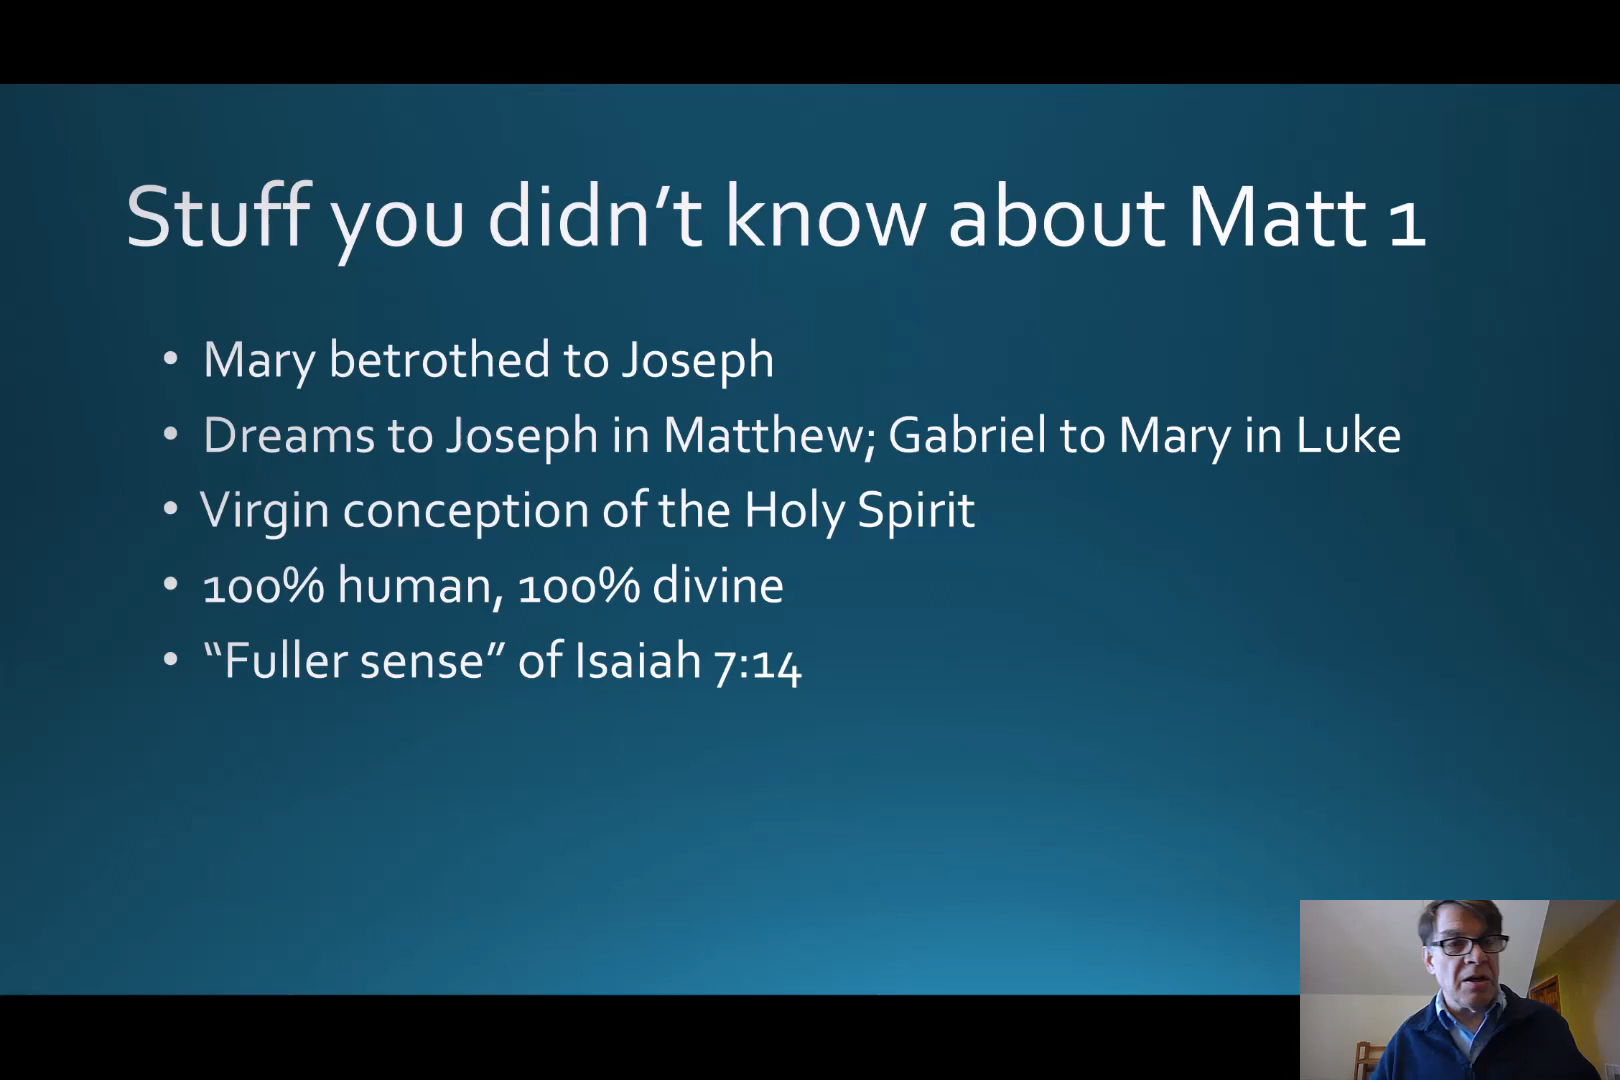 Stuff you didn’t know about Matt 1
• Mary betrothed to Joseph
• Dreams to Joseph in Matthew; Gabriel to Mary in Luke
• Virgin conception of the Holy Spirit
• 100% human, 100% divine
• “Fuller sense” of Isaiah 7:14